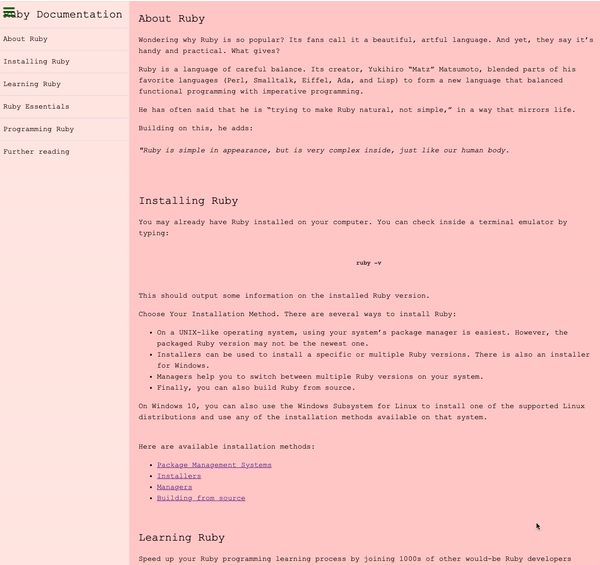 Ruby Documentation
About Ruby
Installing Ruby
Learning Ruby
Ruby Essentials
Programming Ruby
Further reading
About Ruby
Wondering why Ruby is so popular? Its fans call it a beautiful, artful language. And yet, they say it's
handy and practical. What gives?
Ruby is a language of careful balance. Its creator, Yukihiro "Matz" Matsumoto, blended parts of his
favorite languages (Perl, Smalltalk, Eiffel, Ada, and Lisp) to form a new language that balanced
functional programming with imperative programming.
He has often said that he is “trying to make Ruby natural, not simple,” in a way that mirrors life.
Building on this, he adds:
"Ruby is simple in appearance, but is very complex inside, just like our human body.
Installing Ruby
You may already have Ruby installed on your computer. You can check inside a terminal emulator by
typing:
ruby -v
This should output some information on the installed Ruby version.
Choose Your Installation Method. There are several ways to install Ruby:
• On a UNIX-like operating system, using your system's package manager is easiest. However, the
packaged Ruby version may not be the newest one.
• Installers can be used to install a specific or multiple Ruby versions. There is also an installer
for Windows.
• Managers help you to switch between multiple Ruby versions on your system.
• Finally, you can also build Ruby from source.
On Windows 10, you can also use the Windows Subsystem for Linux to install one of the supported Linux
distributions and use any of the installation methods available on that system.
Here are available installation methods:
• Package Management Systems
• Installers
• Managers
• Building from source
Learning Ruby
Speed up your Ruby programming learning process by joining 1000s of other would-be Ruby developers